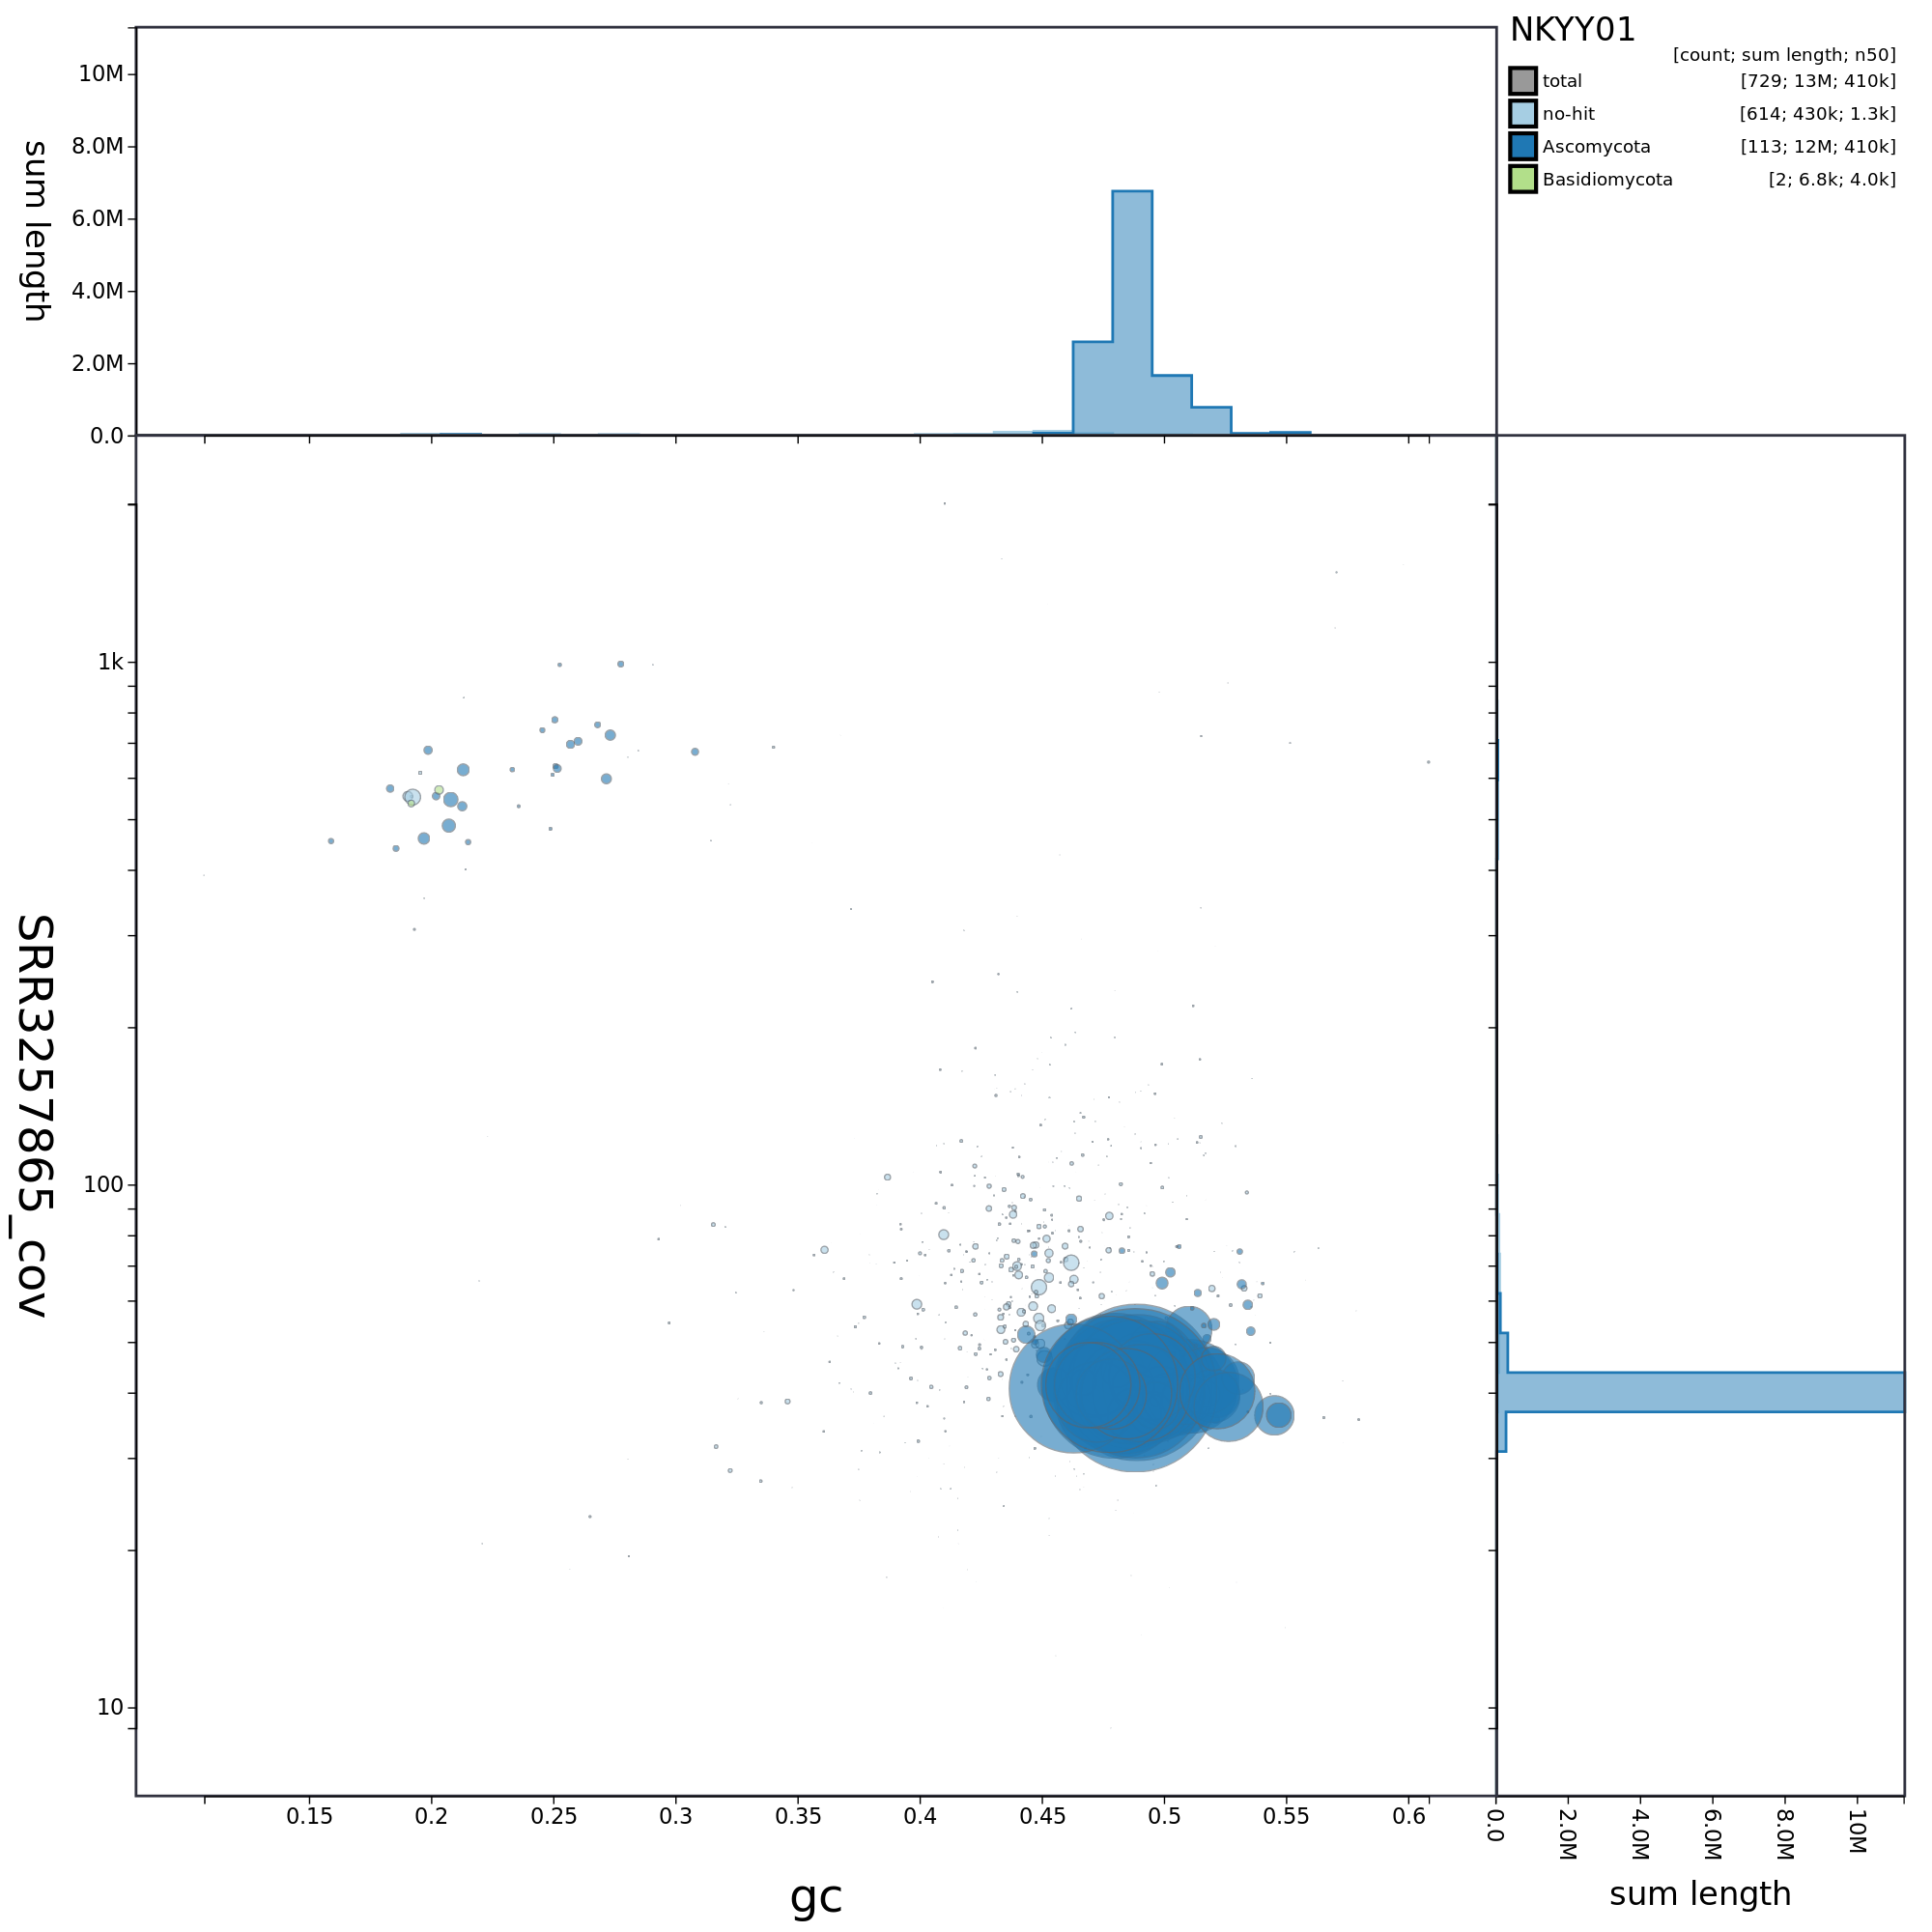 NKYY01
[count; sum length; n50]
total [729; 13M; 410k]
no-hit [614; 430k; 1.3k]
Ascomycota [113; 12M; 410k]
Basidiomycota [2; 6.8k; 4.0k]
sum length
10M
8.0M
6.0M
4.0M
2.0M
0.0
SRR3257865_cov
1k
100
10
0.15 0.2 0.25 0.3 0.35 0.4 0.45 0.5 0.55 0.6
gc
0.0 2.0M 4.0M 6.0M 8.0M 10M
sum length